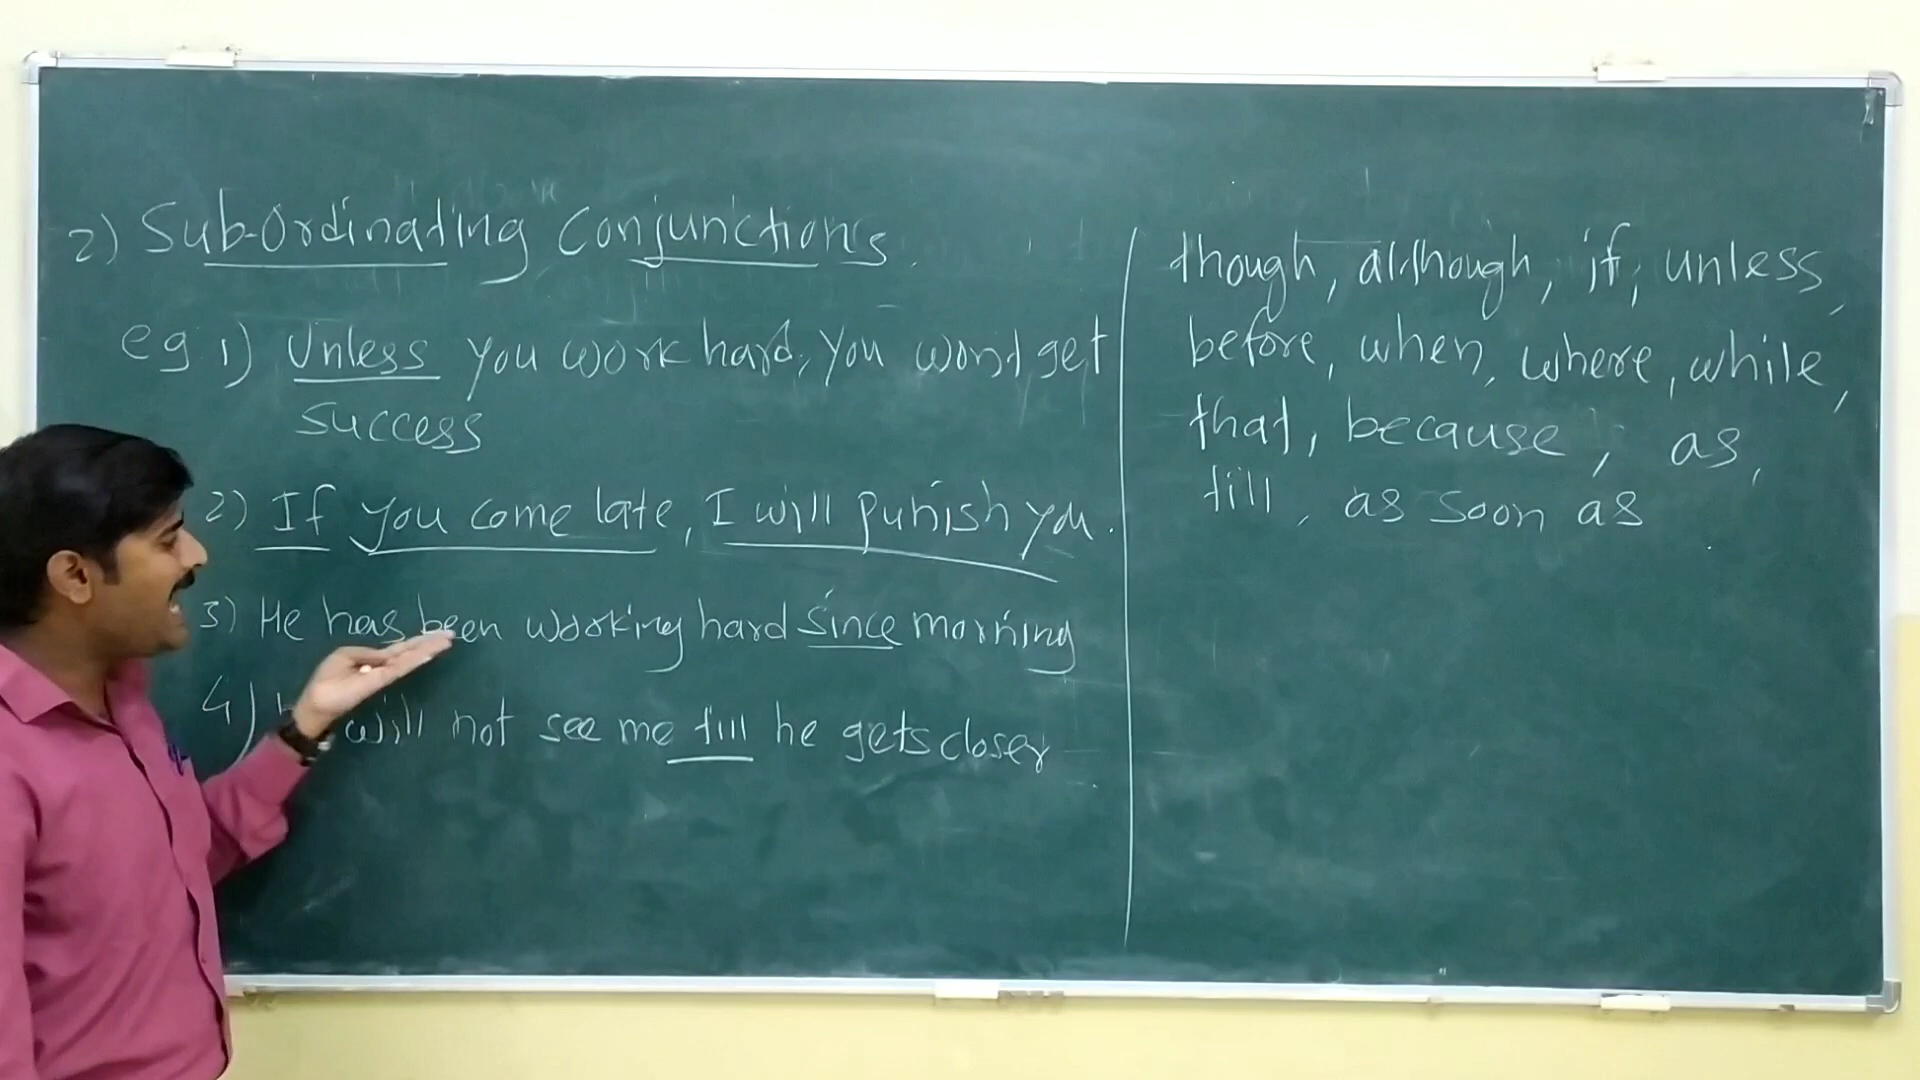 2) Sub-Ordinating Conjunctions.
eg 1) Unless you work hard, you wont get
success
2) If you come late, I will punish you.
3) He has been working hard since morning
4) will not see me till he gets closer
though, although, if, unless,
before, when, where, while,
that, because, as,
till, as soon as